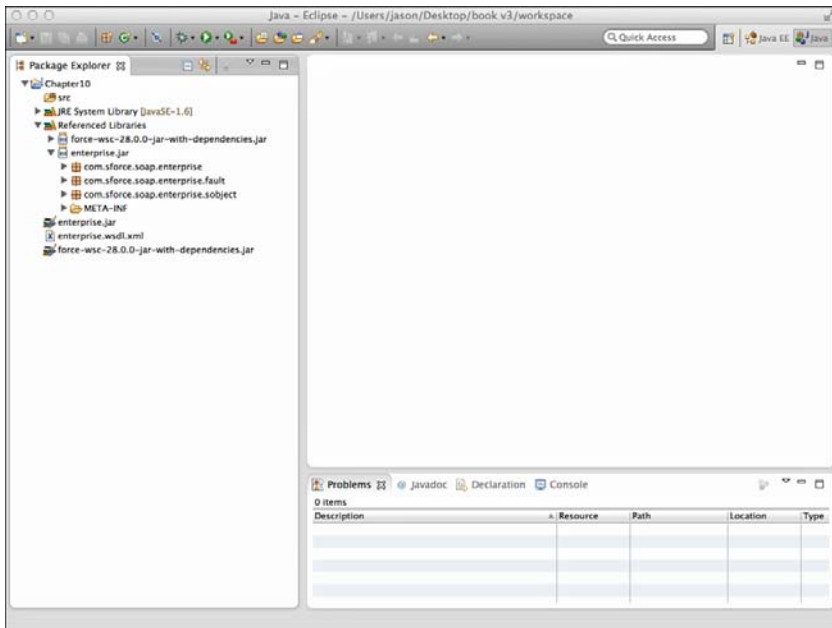 Java – Eclipse – /Users/jason/Desktop/book v3/workspace
Quick Access
Java EE
Java
Package Explorer
Chapter10
src
JRE System Library [JavaSE-1.6]
Referenced Libraries
force-wsc-28.0.0-jar-with-dependencies.jar
enterprise.jar
com.sforce.soap.enterprise
com.sforce.soap.enterprise.fault
com.sforce.soap.enterprise.sobject
META-INF
enterprise.jar
enterprise.wsdl.xml
force-wsc-28.0.0-jar-with-dependencies.jar
Problems @ Javadoc Declaration Console
0 items
Description Resource Path Location Type